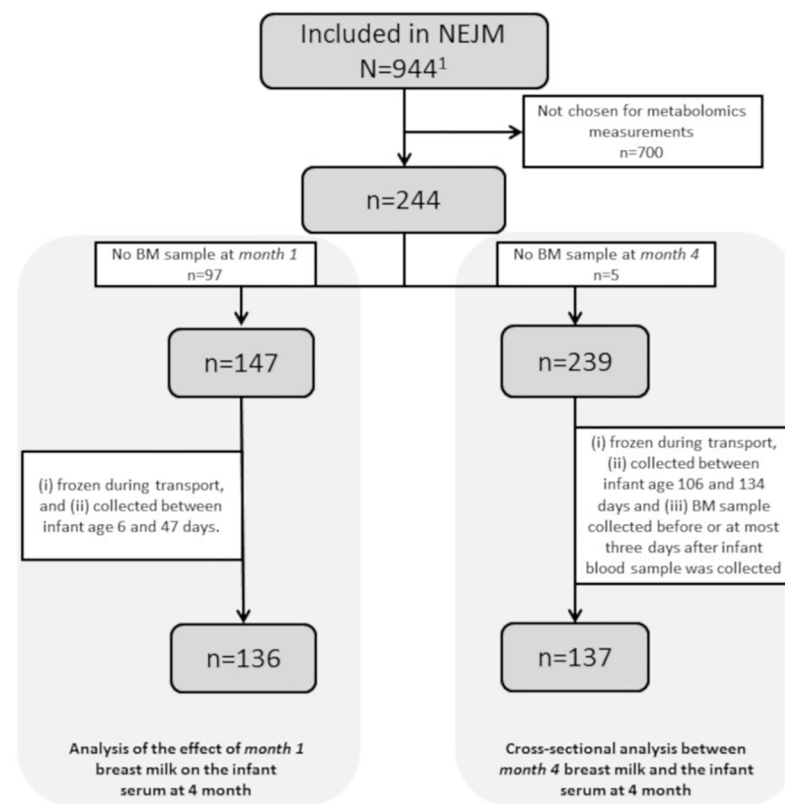 Included in NEJM
N=944¹
Not chosen for metabolomics
measurements
n=700
n=244
No BM sample at month 1
n=97
No BM sample at month 4
n=5
n=147
n=239
(i) frozen during transport,
and (ii) collected between
infant age 6 and 47 days.
(i) frozen during transport,
(ii) collected between
infant age 106 and 134
days and (iii) BM sample
collected before or at most
three days after infant
blood sample was collected
n=136
n=137
Analysis of the effect of month 1
breast milk on the infant
serum at 4 month
Cross-sectional analysis between
month 4 breast milk and the infant
serum at 4 month